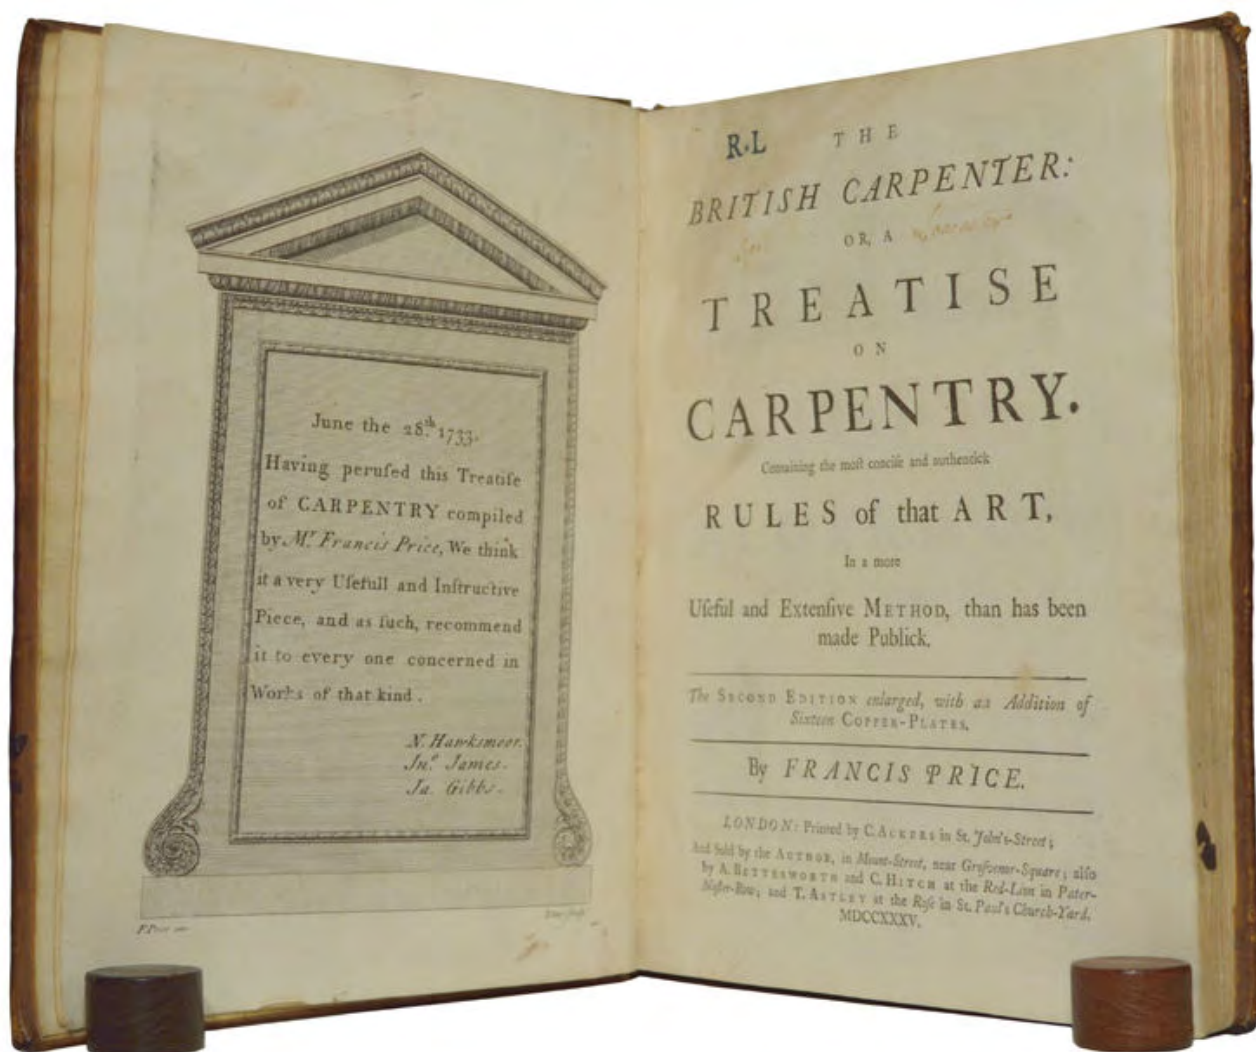 June the 28.th 1733.
Having peruſed this Treatiſe
of CARPENTRY compiled
by Mr. Francis Price, We think
it a very Uſefull and Inſtructive
Piece, and as ſuch, recommend
it to every one concerned in
Works of that kind.
N. Hawksmoor.
Jno. James.
Ja. Gibbs.
F. Price
R.L
THE
BRITISH CARPENTER:
OR, A
TREATISE
ON
CARPENTRY.
Containing the moſt conciſe and authentick
RULES of that ART,
In a more
Uſeful and Extenſive METHOD, than has been
made Publick.
The SECOND EDITION enlarged, with an Addition of
Sixteen COPPER-PLATES.
By FRANCIS PRICE.
LONDON: Printed by C. ACKERS in St. John's-Street;
And Sold by the AUTHOR, in Mount-Street, near Groſvenor-Square; alſo
by A. BETTESWORTH and C. HITCH at the Red-Lion in Pater-
Noſter-Row; and T. ASTLEY at the Roſe in St. Paul's Church-Yard.
MDCCXXXV.